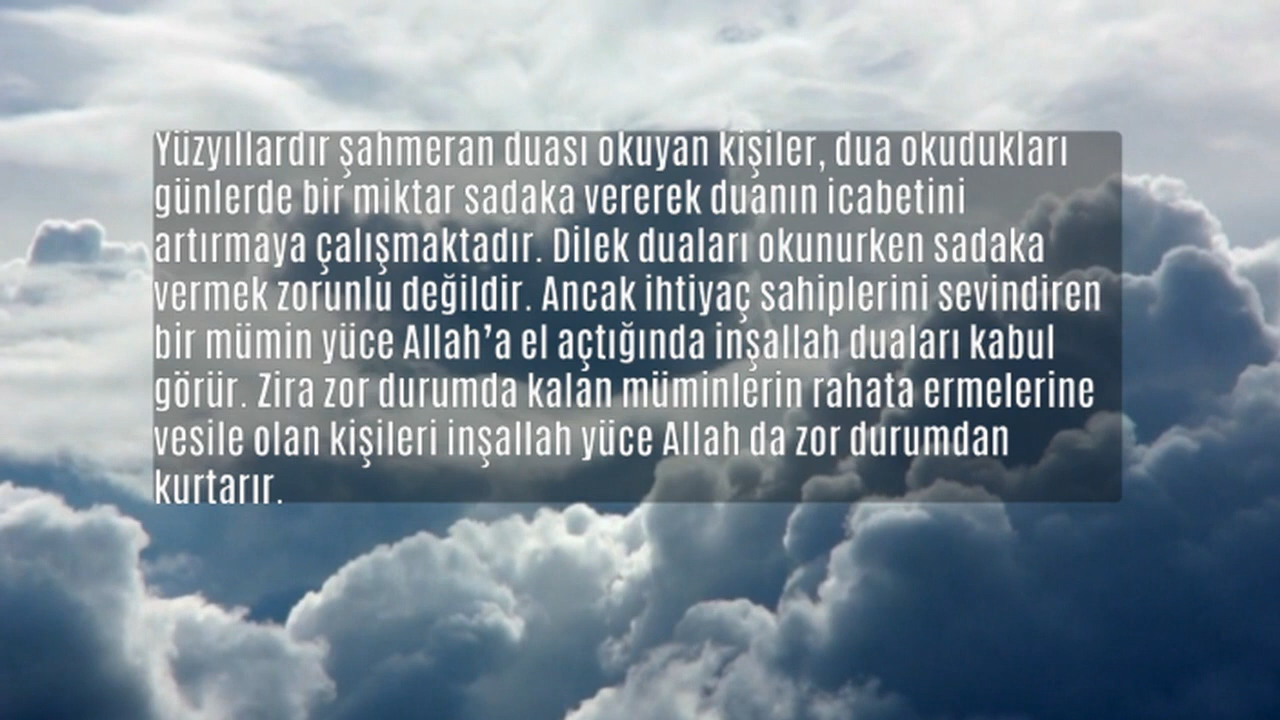 Yüzyıllardır şahmeran duası okuyan kişiler, dua okudukları
günlerde bir miktar sadaka vererek duanın icabetini
artırmaya çalışmaktadır. Dilek duaları okunurken sadaka
vermek zorunlu değildir. Ancak ihtiyaç sahiplerini sevindiren
bir mümin yüce Allah’a el açtığında inşallah duaları kabul
görür. Zira zor durumda kalan müminlerin rahata ermelerine
vesile olan kişileri inşallah yüce Allah da zor durumdan
kurtarır.